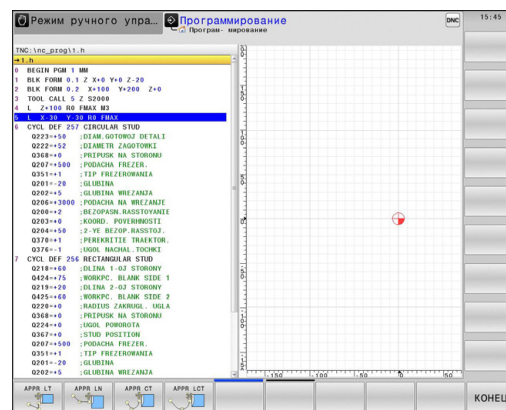 Режим ручного упра...
Программирование
Програм- мирование
DNC
15:45
TNC:\nc_prog\1.h
→1.h
0 BEGIN PGM 1 MM
1 BLK FORM 0.1 Z X+0 Y+0 Z-20
2 BLK FORM 0.2 X+100 Y+200 Z+0
3 TOOL CALL 5 Z S2000
4 L Z+100 R0 FMAX M3
5 L X-30 Y-30 R0 FMAX
6 CYCL DEF 257 CIRCULAR STUD
Q223=+50 ;DIAM.GOTOWOJ DETALI
Q222=+52 ;DIAMETR ZAGOTOWKI
Q368=+0 ;PRIPUSK NA STORONU
Q207=+500 ;PODACHA FREZER.
Q351=+1 ;TIP FREZEROWANIA
Q201=-20 ;GLUBINA
Q202=+5 ;GLUBINA WREZANJA
Q206=+3000 ;PODACHA NA WREZANJE
Q200=+2 ;BEZOPASN.RASSTOYANIE
Q203=+0 ;KOORD. POVERHNOSTI
Q204=+50 ;2-YE BEZOP.RASSTOJ.
Q370=+1 ;PEREKRITIE TRAEKTOR.
Q376=-1 ;UGOL NACHAL.TOCHKI
7 CYCL DEF 256 RECTANGULAR STUD
Q218=+60 ;DLINA 1-OJ STORONY
Q424=+75 ;WORKPC. BLANK SIDE 1
Q219=+20 ;DLINA 2-OJ STORONY
Q425=+60 ;WORKPC. BLANK SIDE 2
Q220=+0 ;RADIUS ZAKRUGL. UGLA
Q368=+0 ;PRIPUSK NA STORONU
Q224=+0 ;UGOL POWOROTA
Q367=+0 ;STUD POSITION
Q207=+500 ;PODACHA FREZER.
Q351=+1 ;TIP FREZEROWANIA
Q201=-20 ;GLUBINA
Q202=+5 ;GLUBINA WREZANJA
-150 -100 -50 0 50
APPR LT APPR LN APPR CT APPR LCT КОНЕЦ